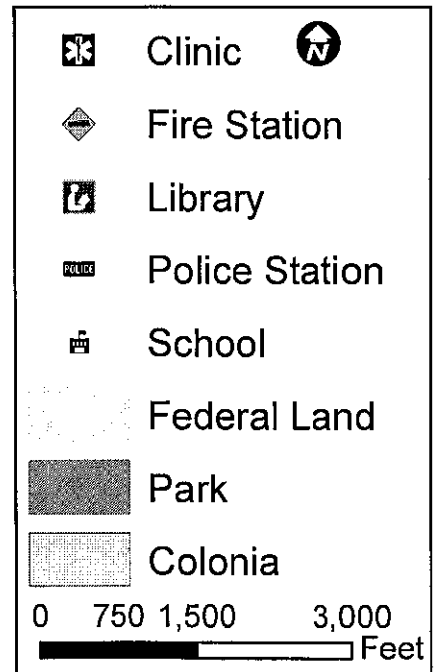 Clinic N
Fire Station
Library
POLICE Police Station
School
Federal Land
Park
Colonia
0 750 1,500 3,000
Feet